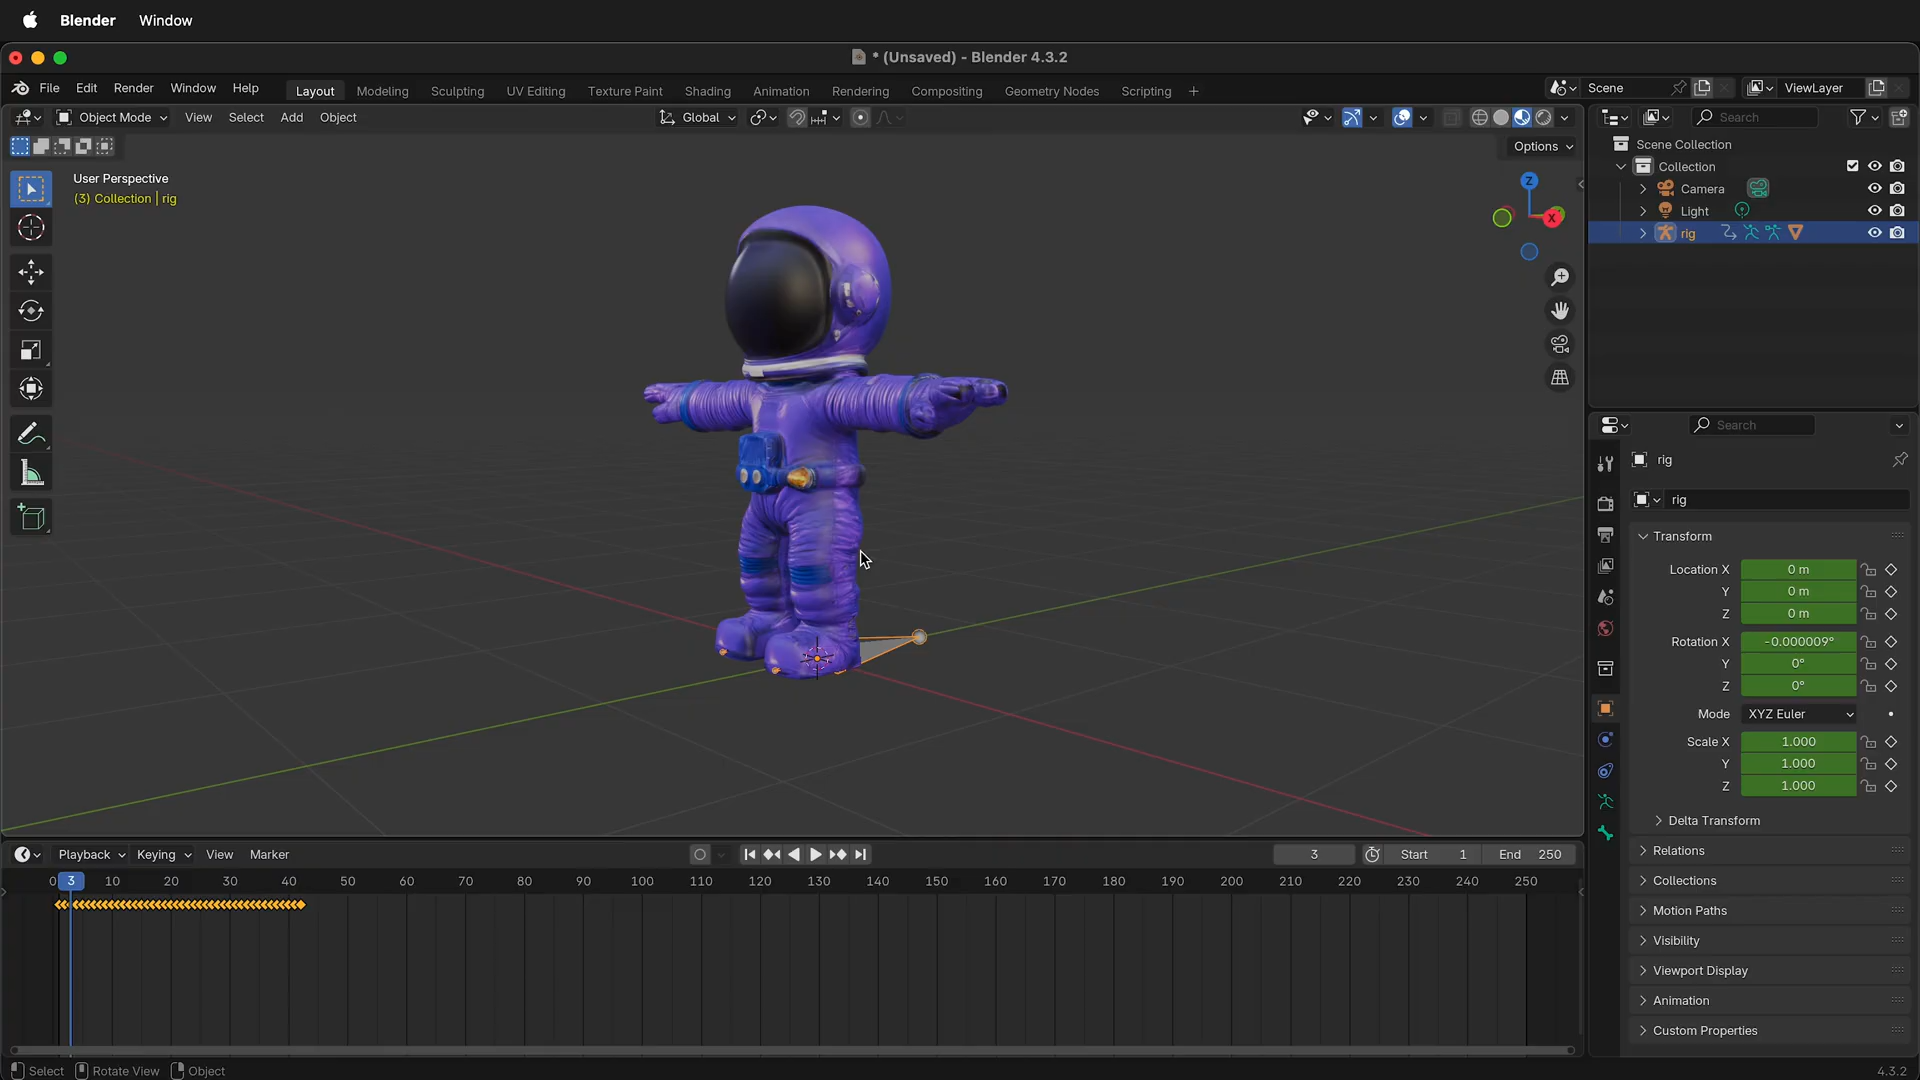 Blender Window
* (Unsaved) - Blender 4.3.2
File Edit Render Window Help Layout Modeling Sculpting UV Editing Texture Paint Shading Animation Rendering Compositing Geometry Nodes Scripting + Scene ViewLayer
Object Mode View Select Add Object Global Search
Options
User Perspective
(3) Collection | rig
Z
X
Scene Collection
Collection
Camera
Light
rig
Search
rig
rig
Transform
Location X 0 m
Y 0 m
Z 0 m
Rotation X -0.000009°
Y 0°
Z 0°
Mode XYZ Euler
Scale X 1.000
Y 1.000
Z 1.000
Delta Transform
Relations
Collections
Motion Paths
Visibility
Viewport Display
Animation
Custom Properties
Playback Keying View Marker 3 Start 1 End 250
0 3 10 20 30 40 50 60 70 80 90 100 110 120 130 140 150 160 170 180 190 200 210 220 230 240 250
Select Rotate View Object 4.3.2